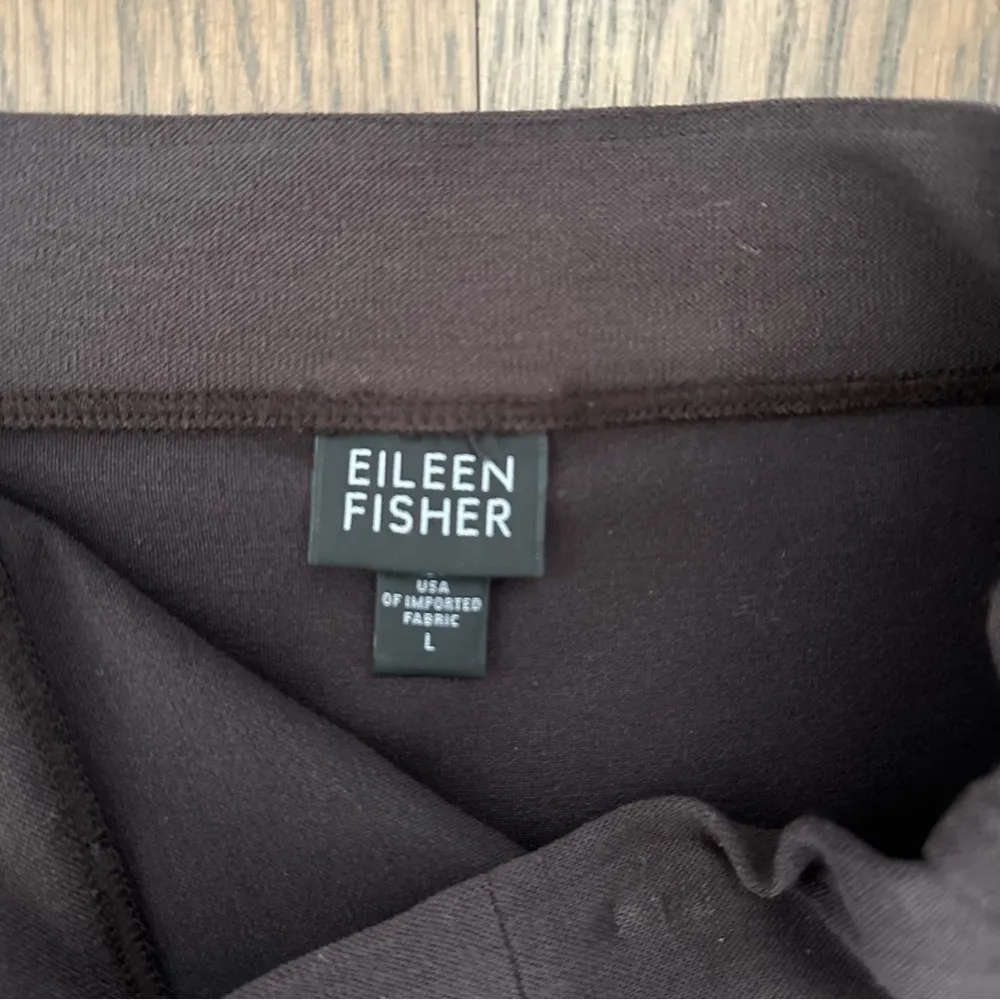 EILEEN
FISHER
USA
OF IMPORTED
FABRIC
L